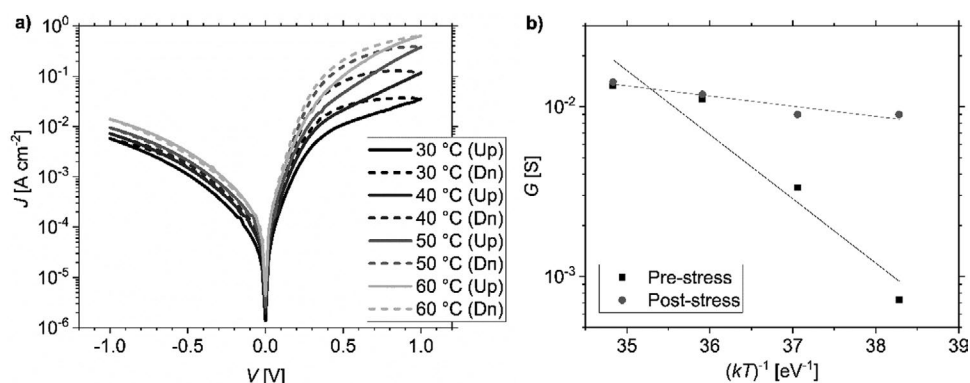 a)
10⁰
10⁻¹
10⁻²
10⁻³
10⁻⁴
10⁻⁵
10⁻⁶
J [A cm⁻²]
-1.0 -0.5 0.0 0.5 1.0
V [V]
30 °C (Up)
30 °C (Dn)
40 °C (Up)
40 °C (Dn)
50 °C (Up)
50 °C (Dn)
60 °C (Up)
60 °C (Dn)
b)
10⁻²
10⁻³
G [S]
Pre-stress
Post-stress
35 36 37 38 39
(kT)⁻¹ [eV⁻¹]